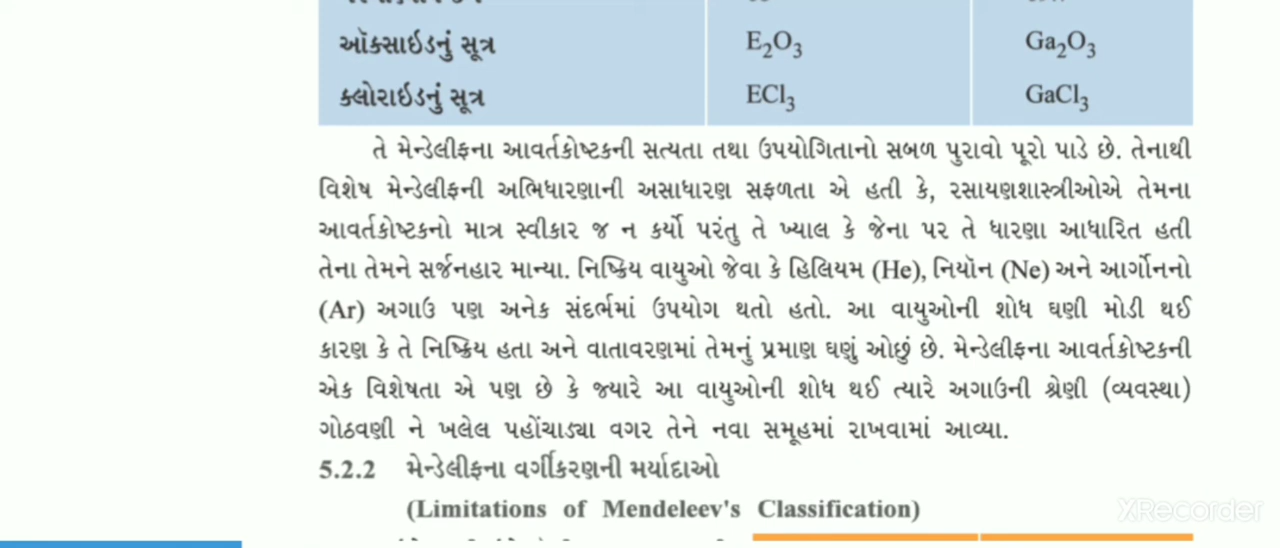 ઑક્સાઇડનું સૂત્ર E₂O₃ Ga₂O₃
ક્લોરાઇડનું સૂત્ર ECl₃ GaCl₃
તે મેન્ડેલીફના આવર્તકોષ્ટકની સત્યતા તથા ઉપયોગિતાનો સબળ પુરાવો પૂરો પાડે છે. તેનાથી
વિશેષ મેન્ડેલીફની અભિધારણાની અસાધારણ સફળતા એ હતી કે, રસાયણશાસ્ત્રીઓએ તેમના
આવર્તકોષ્ટકનો માત્ર સ્વીકાર જ ન કર્યો પરંતુ તે ખ્યાલ કે જેના પર તે ધારણા આધારિત હતી
તેના તેમને સર્જનહાર માન્યા. નિષ્ક્રિય વાયુઓ જેવા કે હિલિયમ (He), નિયૉન (Ne) અને આર્ગોનનો
(Ar) અગાઉ પણ અનેક સંદર્ભમાં ઉપયોગ થતો હતો. આ વાયુઓની શોધ ઘણી મોડી થઈ
કારણ કે તે નિષ્ક્રિય હતા અને વાતાવરણમાં તેમનું પ્રમાણ ઘણું ઓછું છે. મેન્ડેલીફના આવર્તકોષ્ટકની
એક વિશેષતા એ પણ છે કે જ્યારે આ વાયુઓની શોધ થઈ ત્યારે અગાઉની શ્રેણી (વ્યવસ્થા)
ગોઠવણી ને ખલેલ પહોંચાડ્યા વગર તેને નવા સમૂહમાં રાખવામાં આવ્યા.
5.2.2 મેન્ડેલીફના વર્ગીકરણની મર્યાદાઓ
(Limitations of Mendeleev's Classification)
XRecorder